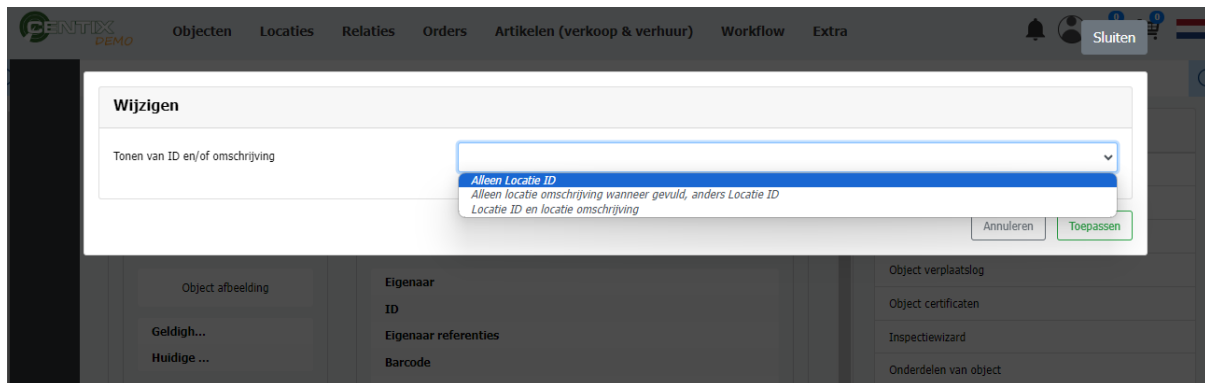 CENTIX
DEMO
Objecten Locaties Relaties Orders Artikelen (verkoop & verhuur) Workflow Extra
0 0
Sluiten
Wijzigen
Tonen van ID en/of omschrijving
Alleen Locatie ID
Alleen locatie omschrijving wanneer gevuld, anders Locatie ID
Locatie ID en locatie omschrijving
Annuleren Toepassen
Object afbeelding
Geldigh...
Huidige ...
Eigenaar
ID
Eigenaar referenties
Barcode
Object verplaatslog
Object certificaten
Inspectiewizard
Onderdelen van object